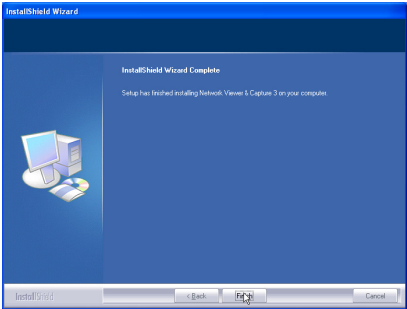 InstallShield Wizard
InstallShield Wizard Complete
Setup has finished installing Network Viewer & Capture 3 on your computer.
InstallShield
< Back
Finish
Cancel